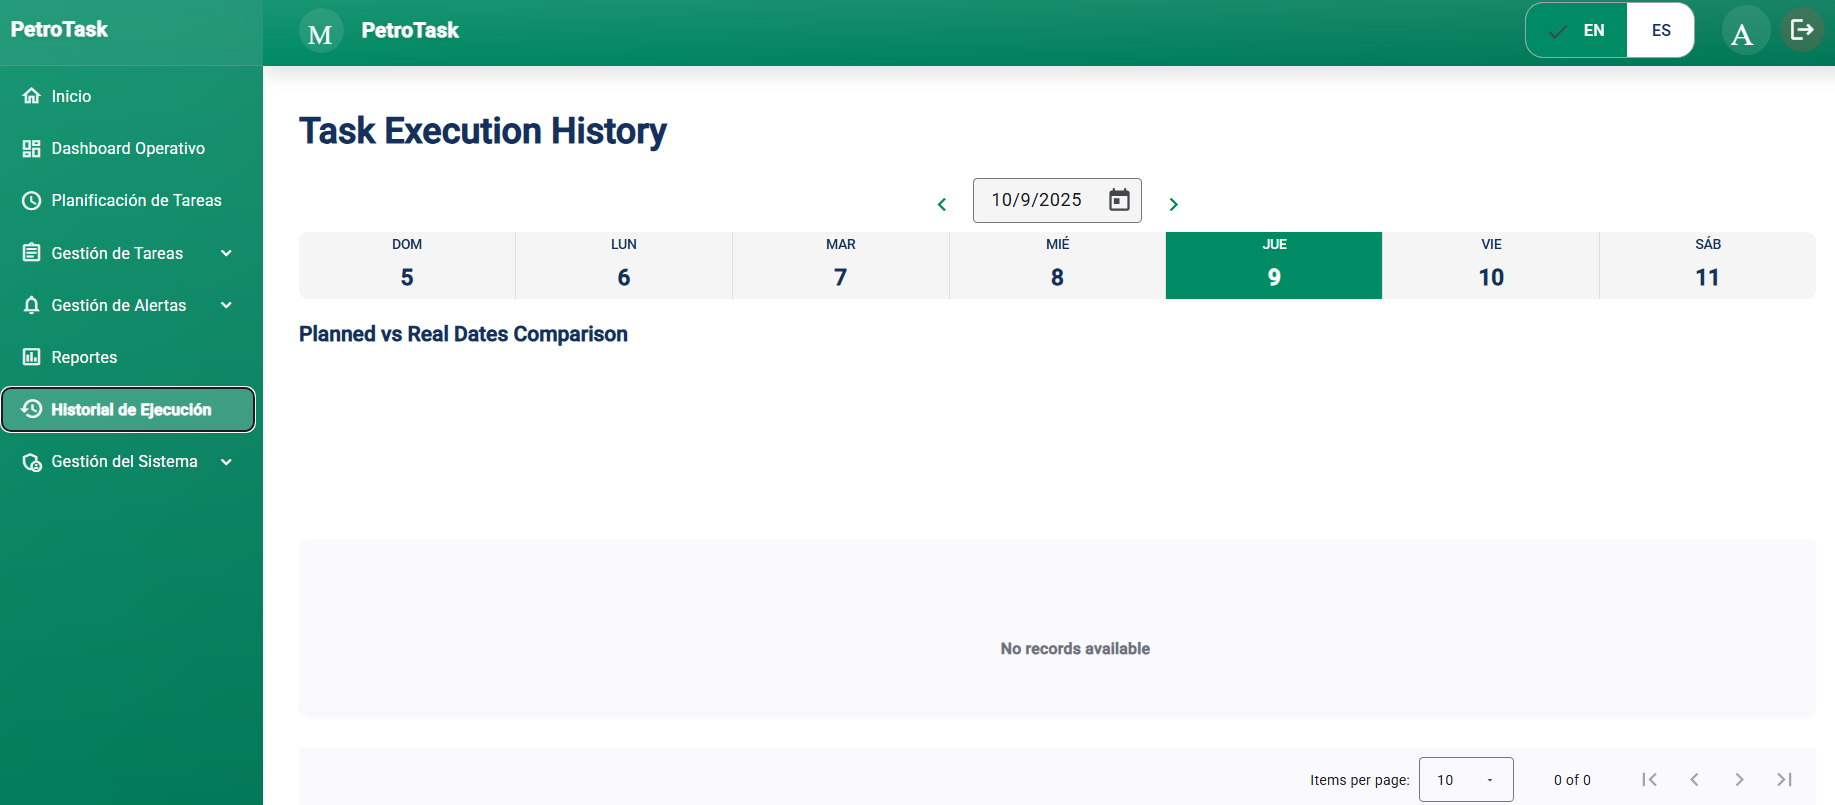 PetroTask
M PetroTask
EN ES A
Inicio
Dashboard Operativo
Planificación de Tareas
Gestión de Tareas
Gestión de Alertas
Reportes
Historial de Ejecución
Gestión del Sistema
Task Execution History
10/9/2025
DOM LUN MAR MIÉ JUE VIE SÁB
5 6 7 8 9 10 11
Planned vs Real Dates Comparison
No records available
Items per page: 10 0 of 0